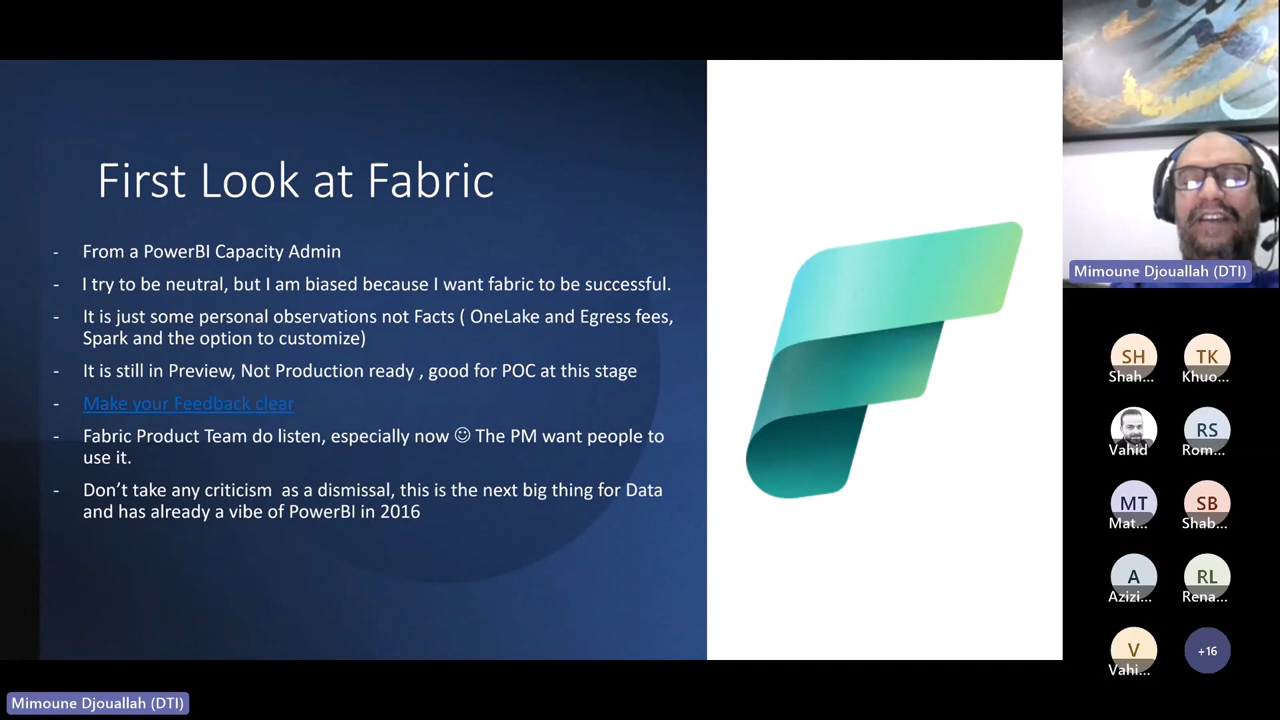 First Look at Fabric
- From a PowerBI Capacity Admin
- I try to be neutral, but I am biased because I want fabric to be successful.
- It is just some personal observations not Facts ( OneLake and Egress fees,
Spark and the option to customize)
- It is still in Preview, Not Production ready , good for POC at this stage
- Make your Feedback clear
- Fabric Product Team do listen, especially now ☺ The PM want people to
use it.
- Don’t take any criticism as a dismissal, this is the next big thing for Data
and has already a vibe of PowerBI in 2016
Mimoune Djouallah (DTI)
SH TK
Shah... Khuo...
RS
Vahid Rom...
MT SB
Mat... Shab...
A RL
Azizi... Rena...
V +16
Vahi...
Mimoune Djouallah (DTI)